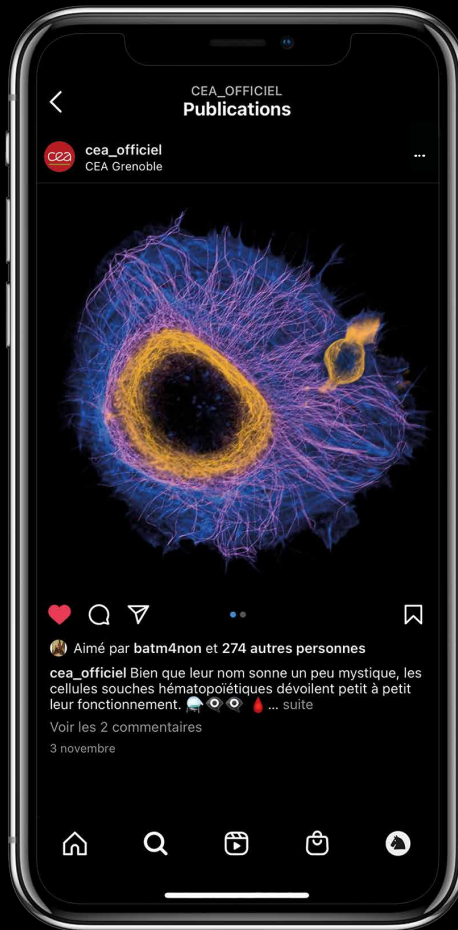 CEA_OFFICIEL
Publications
cea
cea_officiel
CEA Grenoble
Aimé par batm4non et 274 autres personnes
cea_officiel Bien que leur nom sonne un peu mystique, les
cellules souches hématopoïétiques dévoilent petit à petit
leur fonctionnement. 🔮👁️👁️ 🩸 ... suite
Voir les 2 commentaires
3 novembre